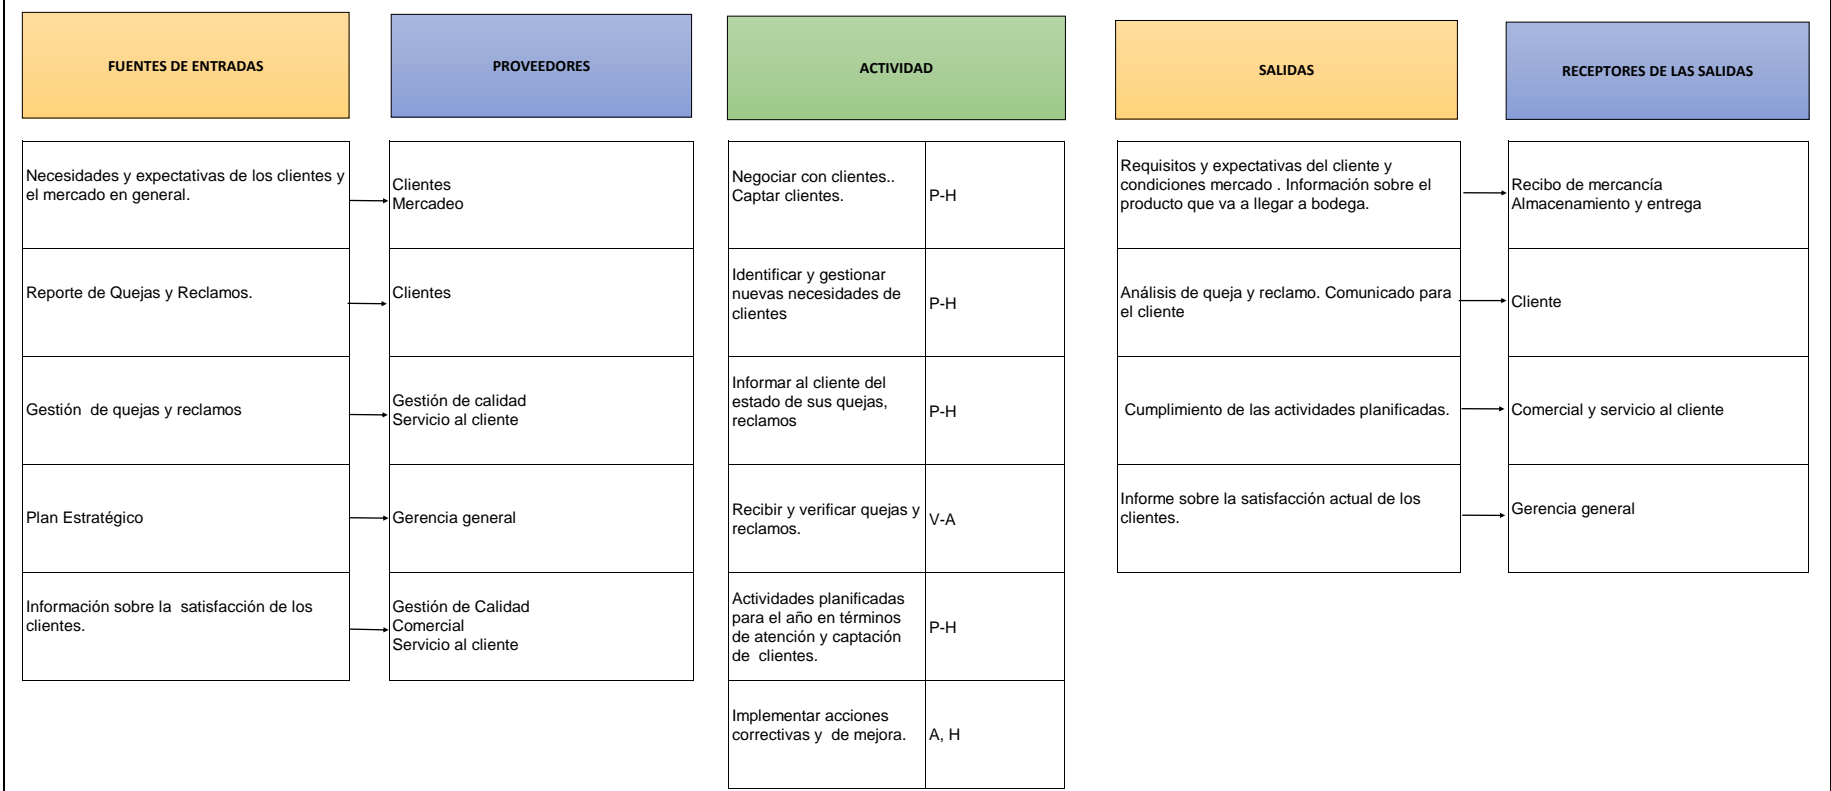 FUENTES DE ENTRADAS
PROVEEDORES
ACTIVIDAD
SALIDAS
RECEPTORES DE LAS SALIDAS
Necesidades y expectativas de los clientes y
el mercado en general.
Clientes
Mercadeo
Negociar con clientes..
Captar clientes.
P-H
Requisitos y expectativas del cliente y
condiciones mercado . Información sobre el
producto que va a llegar a bodega.
Recibo de mercancía
Almacenamiento y entrega
Reporte de Quejas y Reclamos.
Clientes
Identificar y gestionar
nuevas necesidades de
clientes
P-H
Análisis de queja y reclamo. Comunicado para
el cliente
Cliente
Gestión  de quejas y reclamos
Gestión de calidad
Servicio al cliente
Informar al cliente del
estado de sus quejas,
reclamos
P-H
Cumplimiento de las actividades planificadas.
Comercial y servicio al cliente
Plan Estratégico
Gerencia general
Recibir y verificar quejas y
reclamos.
V-A
Informe sobre la satisfacción actual de los
clientes.
Gerencia general
Información sobre la  satisfacción de los
clientes.
Gestión de Calidad
Comercial
Servicio al cliente
Actividades planificadas
para el año en términos
de atención y captación
de  clientes.
P-H
Implementar acciones
correctivas y  de mejora.
A, H